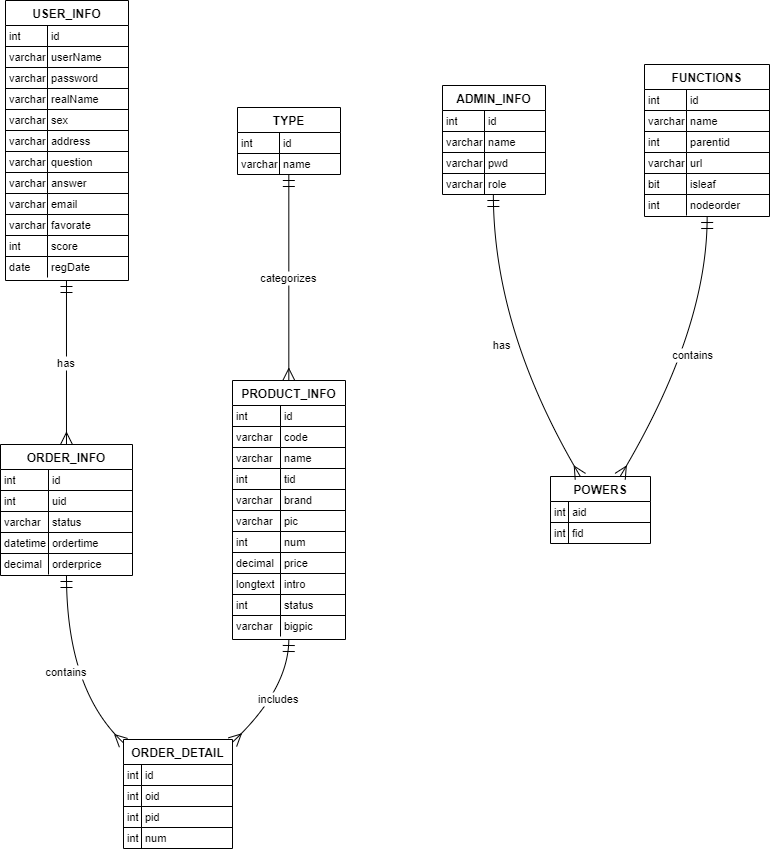 USER_INFO
int id
varchar userName
varchar password
varchar realName
varchar sex
varchar address
varchar question
varchar answer
varchar email
varchar favorate
int score
date regDate
has
ORDER_INFO
int id
int uid
varchar status
datetime ordertime
decimal orderprice
contains
TYPE
int id
varchar name
categorizes
PRODUCT_INFO
int id
varchar code
varchar name
int tid
varchar brand
varchar pic
int num
decimal price
longtext intro
int status
varchar bigpic
includes
ORDER_DETAIL
int id
int oid
int pid
int num
ADMIN_INFO
int id
varchar name
varchar pwd
varchar role
has
FUNCTIONS
int id
varchar name
int parentid
varchar url
bit isleaf
int nodeorder
contains
POWERS
int aid
int fid